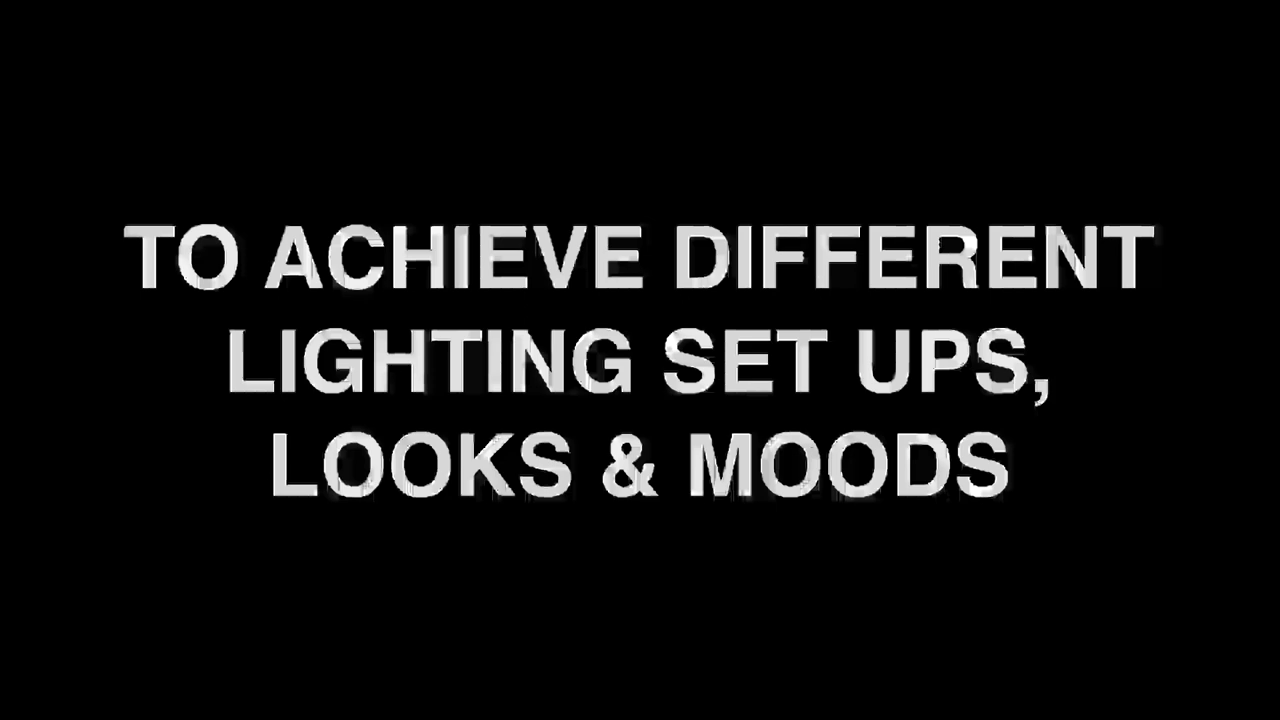 TO ACHIEVE DIFFERENT
LIGHTING SET UPS,
LOOKS & MOODS